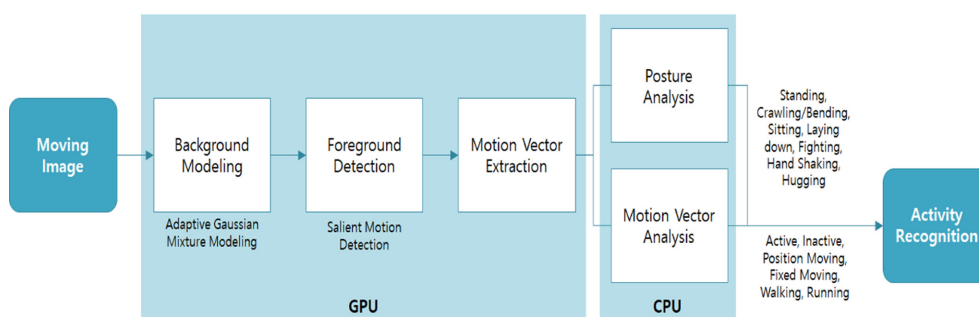 Moving
Image
Background
Modeling
Adaptive Gaussian
Mixture Modeling
Foreground
Detection
Salient Motion
Detection
Motion Vector
Extraction
GPU
Posture
Analysis
Motion Vector
Analysis
CPU
Standing,
Crawling/Bending,
Sitting, Laying
down, Fighting,
Hand Shaking,
Hugging
Active, Inactive,
Position Moving,
Fixed Moving,
Walking, Running
Activity
Recognition